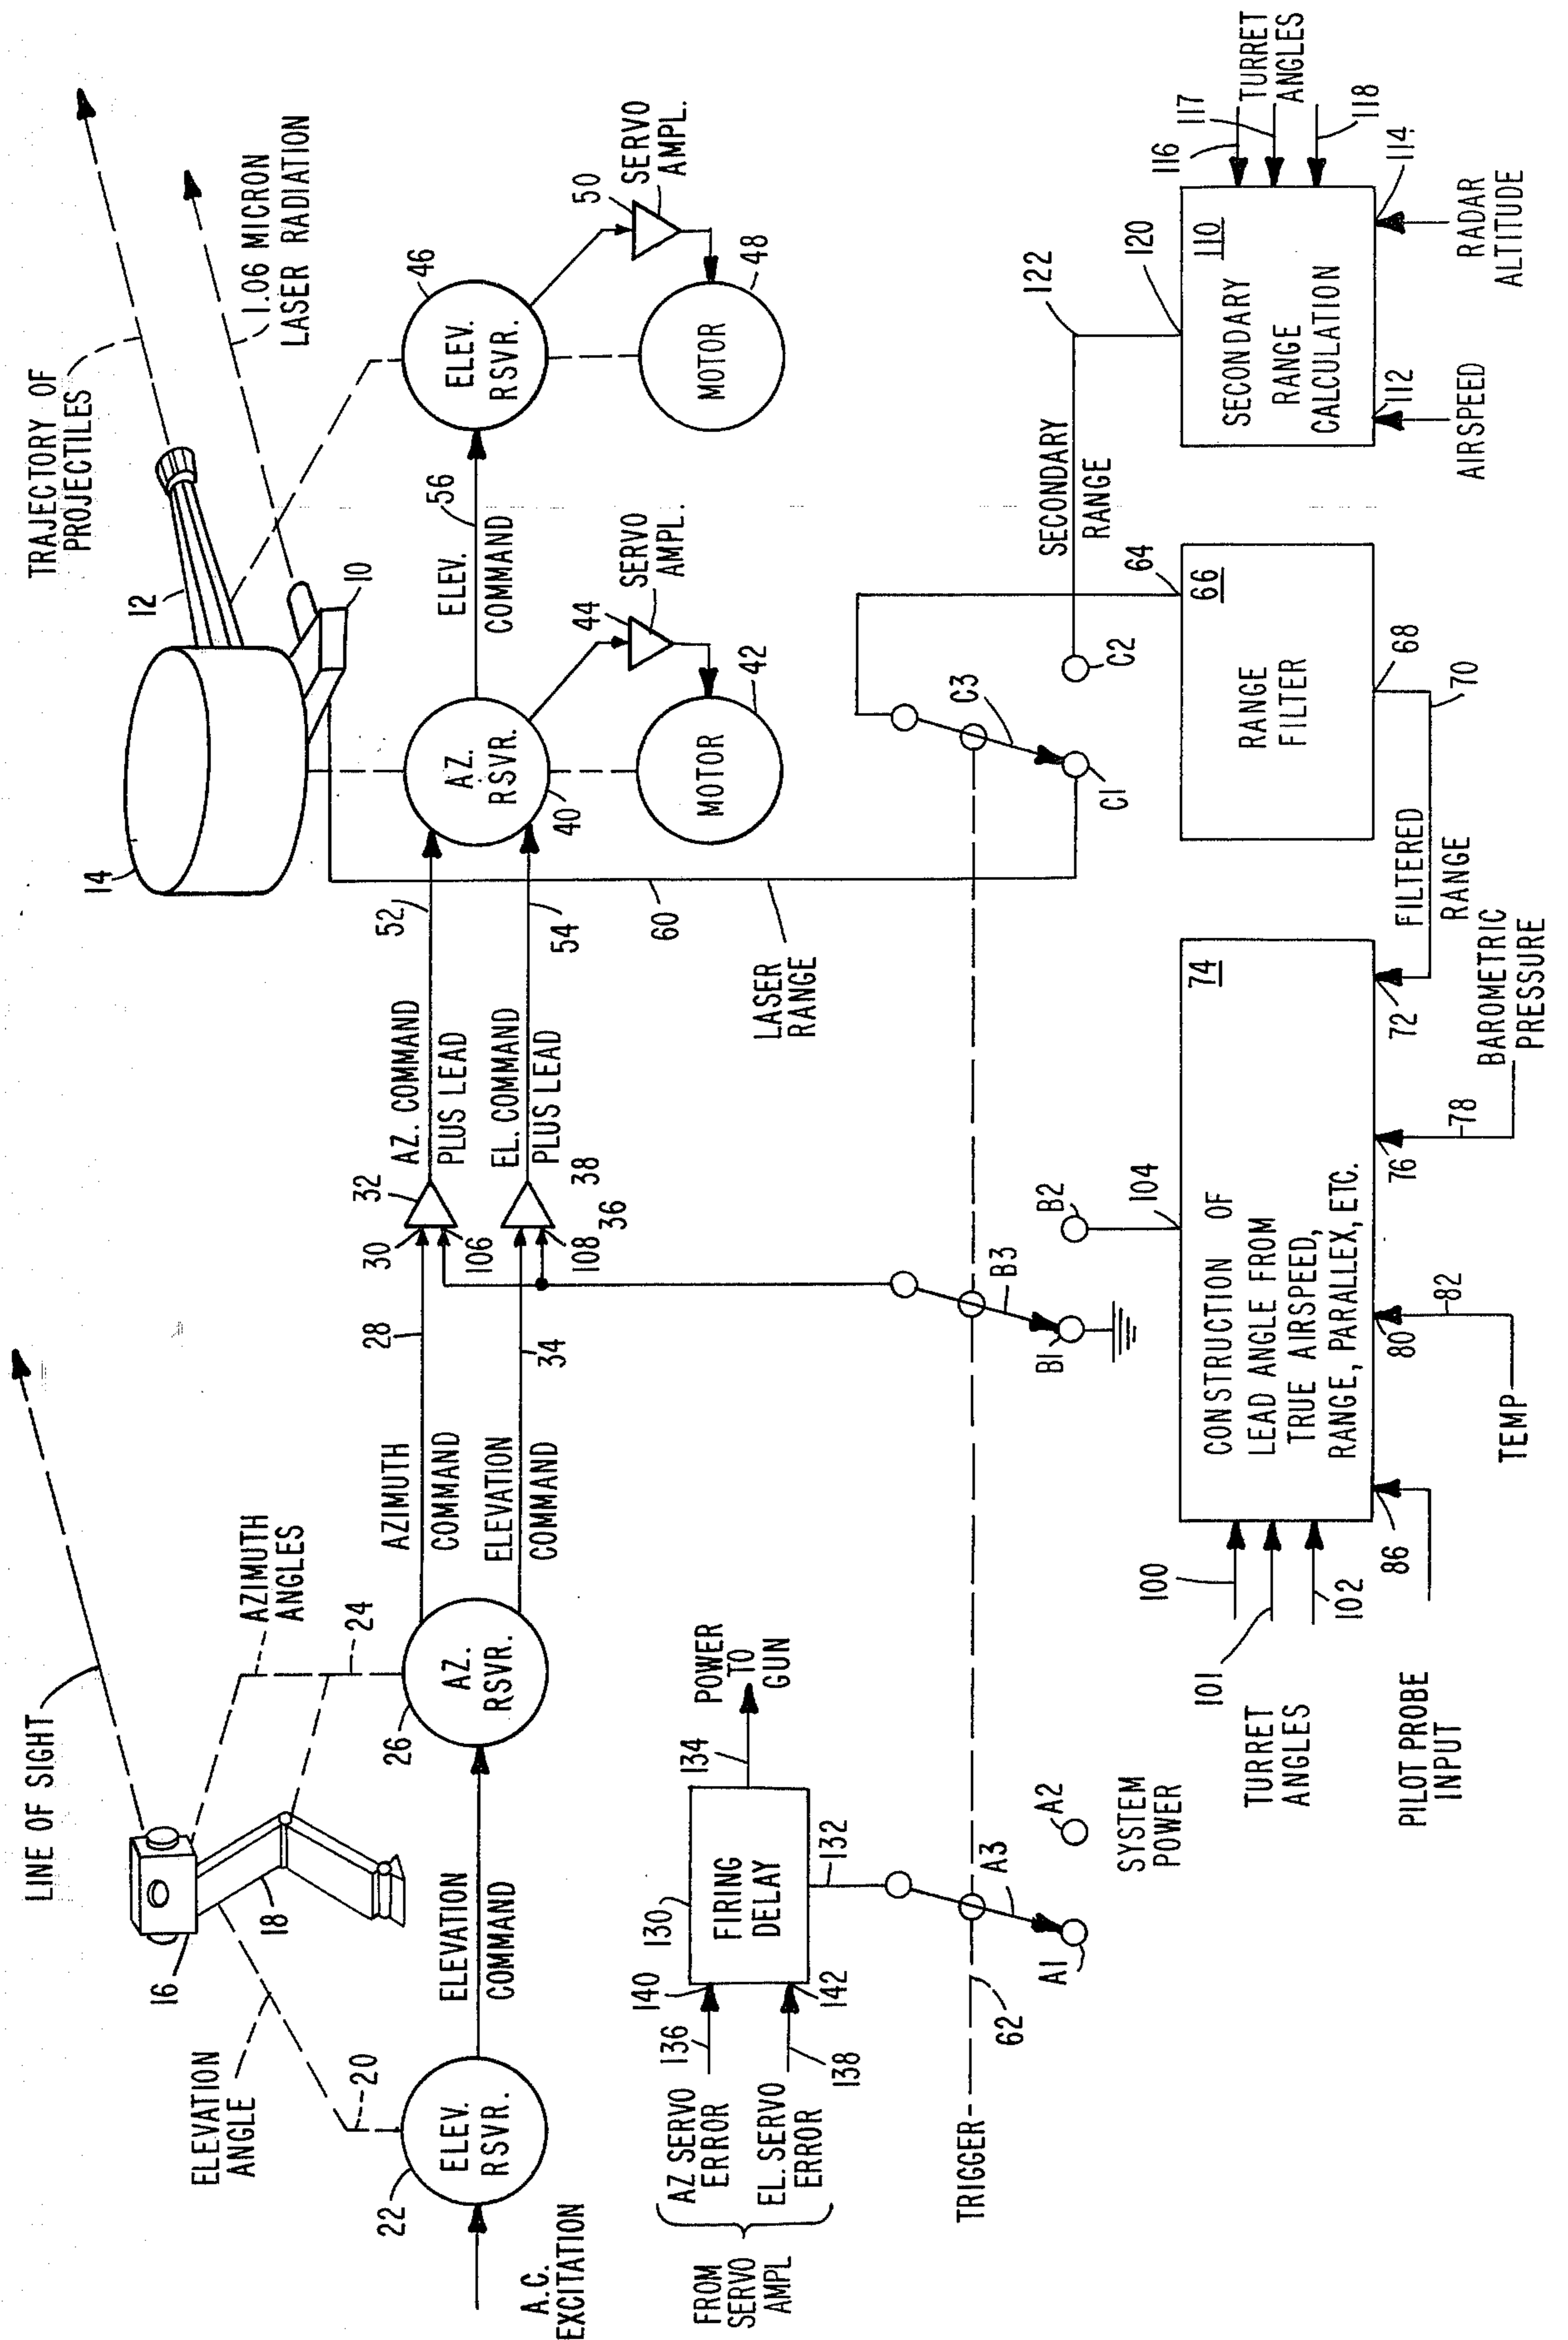 LINE OF SIGHT
TRAJECTORY OF
PROJECTILES
1.06 MICRON
LASER RADIATION
12
14
10
16
18
ELEVATION
ANGLE
20
AZIMUTH
ANGLES
24
A.C.
EXCITATION
22
ELEV.
RSVR.
ELEVATION
COMMAND
26
AZ.
RSVR.
AZIMUTH
COMMAND
28
ELEVATION
COMMAND
34
30
32
106
108
36
38
AZ. COMMAND
PLUS LEAD
52
EL. COMMAND
PLUS LEAD
54
AZ.
RSVR.
40
44
SERVO
AMPL.
MOTOR
42
ELEV.
COMMAND
56
46
ELEV.
RSVR.
50
SERVO
AMPL.
MOTOR
48
60
LASER
RANGE
FROM
SERVO
AMPL
AZ SERVO
ERROR
136
140
EL. SERVO
ERROR
138
142
130
FIRING
DELAY
132
134
POWER
TO
GUN
TRIGGER
62
A1
A3
A2
SYSTEM
POWER
B1
B3
B2
104
C1
C3
C2
64
SECONDARY
RANGE
122
120
TURRET
ANGLES
100
101
102
PILOT PROBE
INPUT
86
74
CONSTRUCTION OF
LEAD ANGLE FROM
TRUE AIRSPEED,
RANGE, PARALLEX, ETC.
TEMP
80
82
76
78
BAROMETRIC
PRESSURE
72
FILTERED
RANGE
66
RANGE
FILTER
68
70
110
SECONDARY
RANGE
CALCULATION
112
AIRSPEED
114
RADAR
ALTITUDE
116
117
118
TURRET
ANGLES